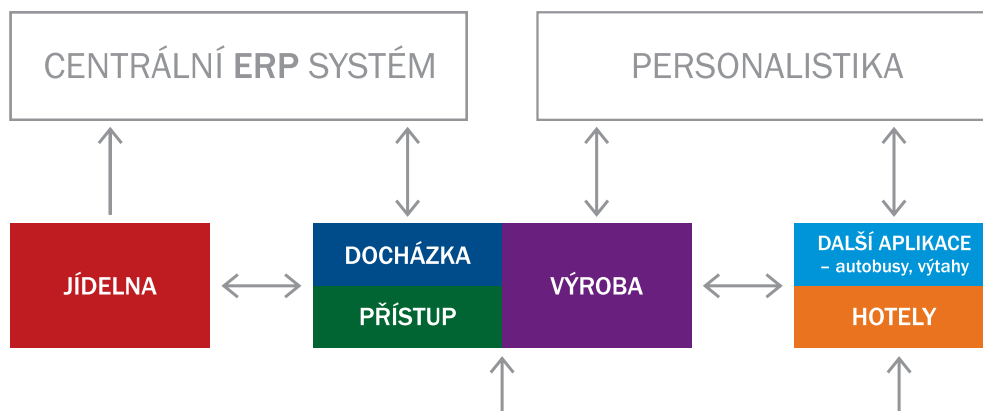 CENTRÁLNÍ ERP SYSTÉM
PERSONALISTIKA
JÍDELNA
DOCHÁZKA
PŘÍSTUP
VÝROBA
DALŠÍ APLIKACE
– autobusy, výtahy
HOTELY